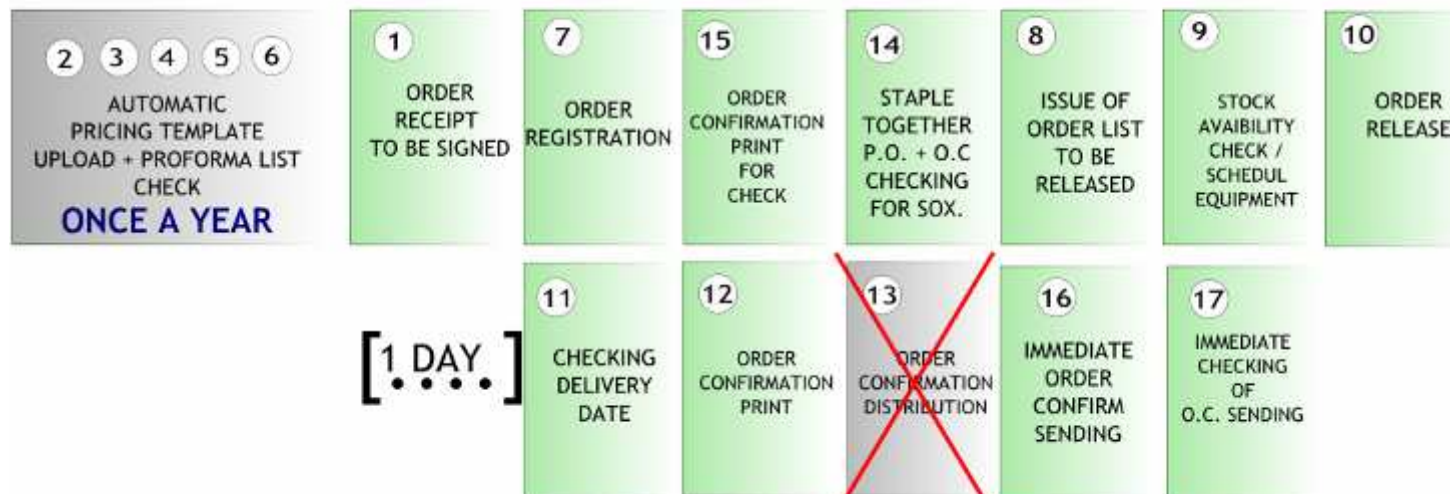 2 3 4 5 6
AUTOMATIC
PRICING TEMPLATE
UPLOAD + PROFORMA LIST
CHECK
ONCE A YEAR
1
ORDER
RECEIPT
TO BE SIGNED
7
ORDER
REGISTRATION
15
ORDER
CONFIRMATION
PRINT
FOR
CHECK
14
STAPLE
TOGETHER
P.O. + O.C
CHECKING
FOR SOX.
8
ISSUE OF
ORDER LIST
TO BE
RELEASED
9
STOCK
AVAIBILITY
CHECK /
SCHEDUL
EQUIPMENT
10
ORDER
RELEASE
[1 DAY....]
11
CHECKING
DELIVERY
DATE
12
ORDER
CONFIRMATION
PRINT
13
ORDER
CONFIRMATION
DISTRIBUTION
16
IMMEDIATE
ORDER
CONFIRM
SENDING
17
IMMEDIATE
CHECKING
OF
O.C. SENDING